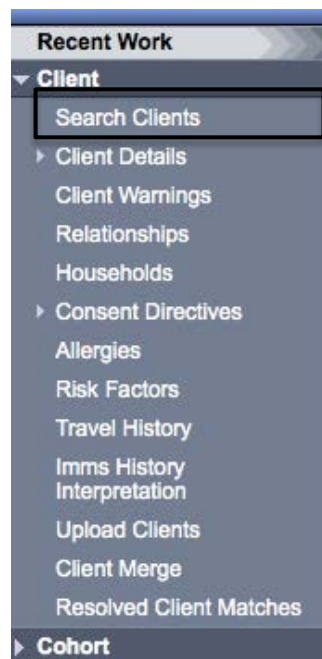 Recent Work
Client
Search Clients
Client Details
Client Warnings
Relationships
Households
Consent Directives
Allergies
Risk Factors
Travel History
Imms History
Interpretation
Upload Clients
Client Merge
Resolved Client Matches
Cohort